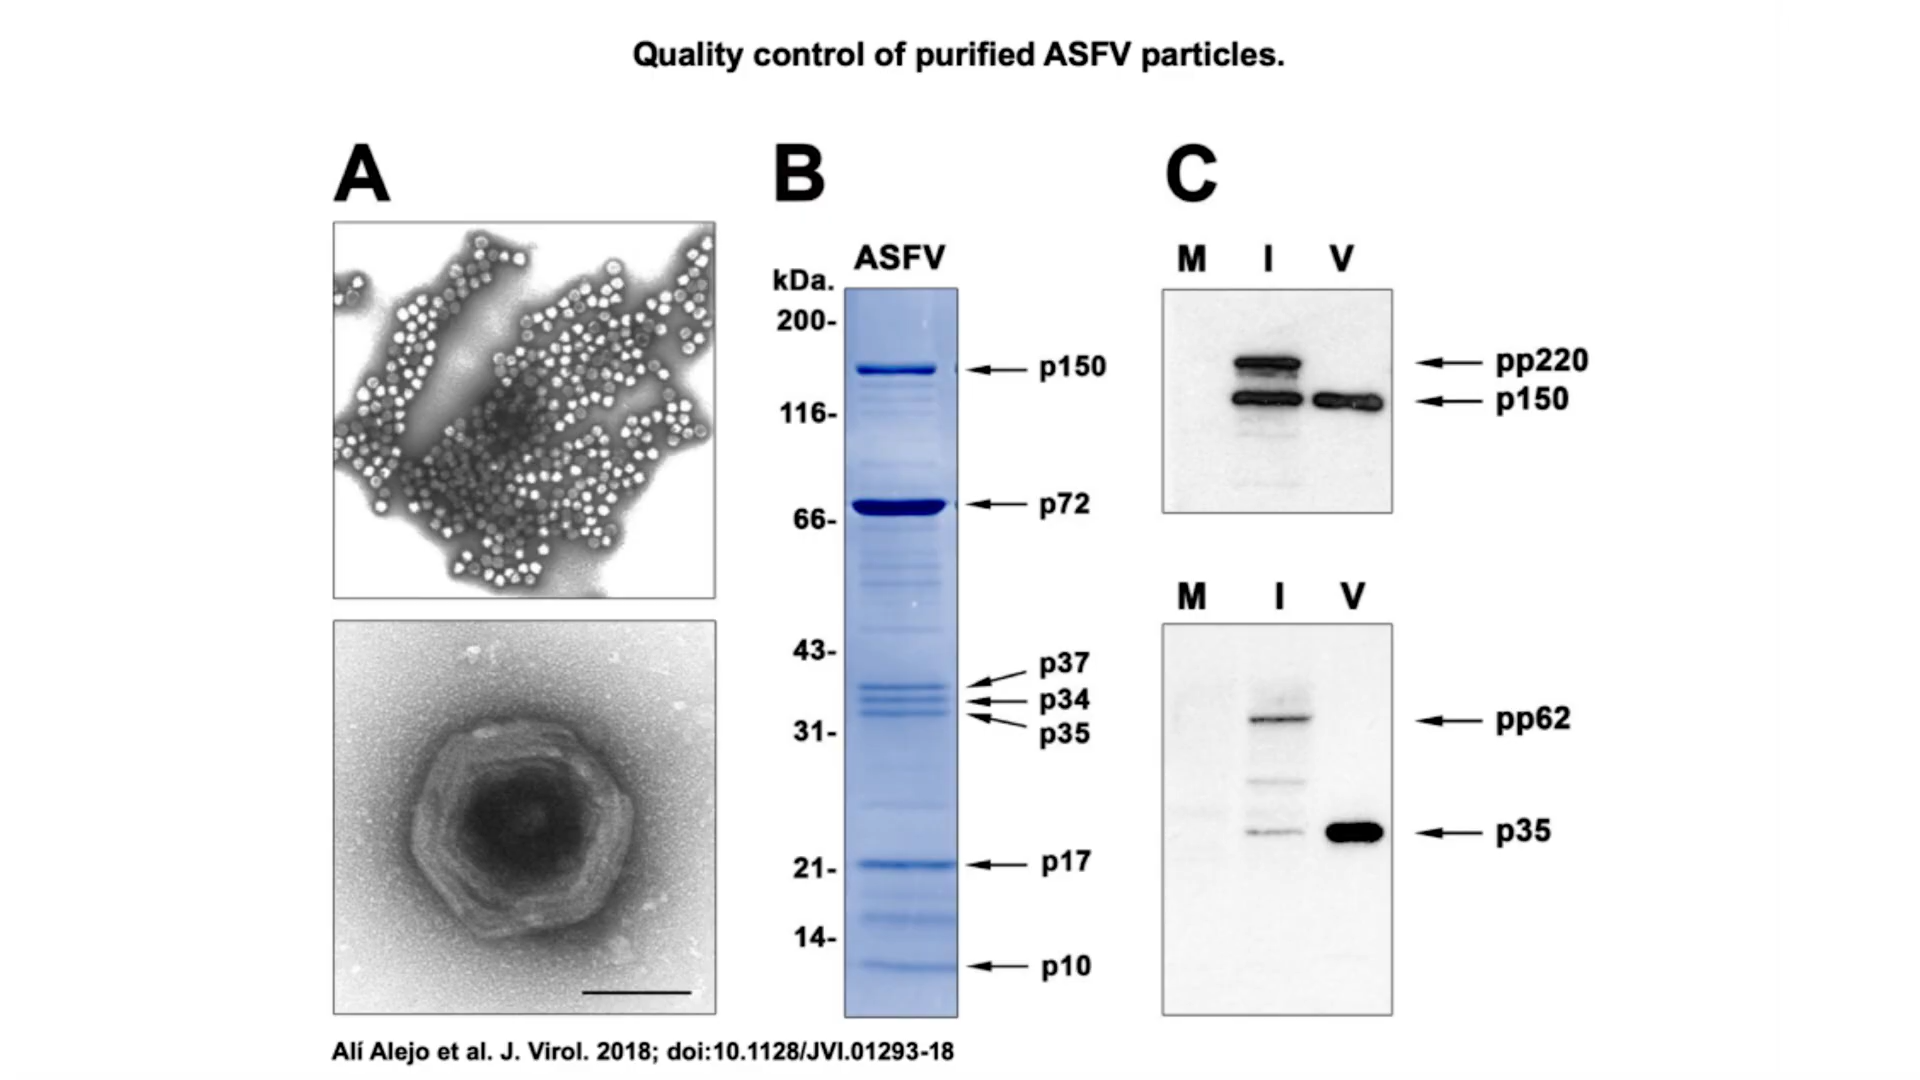 Quality control of purified ASFV particles.
A
B
ASFV
kDa.
200-
116-
66-
43-
31-
21-
14-
p150
p72
p37
p34
p35
p17
p10
C
M I V
pp220
p150
M I V
pp62
p35
Alí Alejo et al. J. Virol. 2018; doi:10.1128/JVI.01293-18